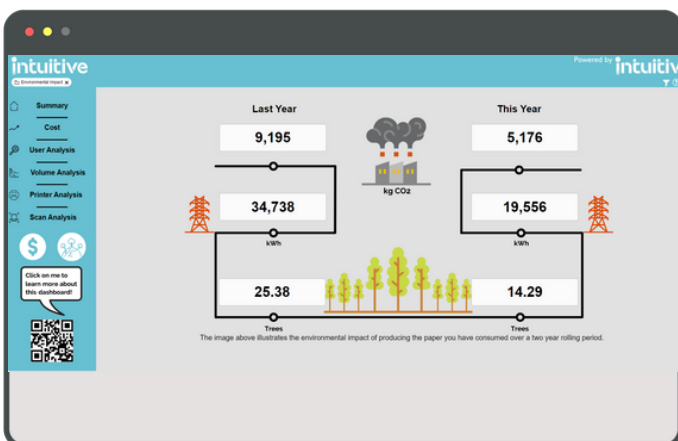 intuitive
Powered by intuitive
Environmental Impact x
Summary
Cost
User Analysis
Volume Analysis
Printer Analysis
Scan Analysis
$
Click on me to
learn more about
this dashboard!
Last Year
This Year
9,195
5,176
kg CO2
34,738
19,556
kWh
kWh
25.38
14.29
Trees
Trees
The image above illustrates the environmental impact of producing the paper you have consumed over a two year rolling period.